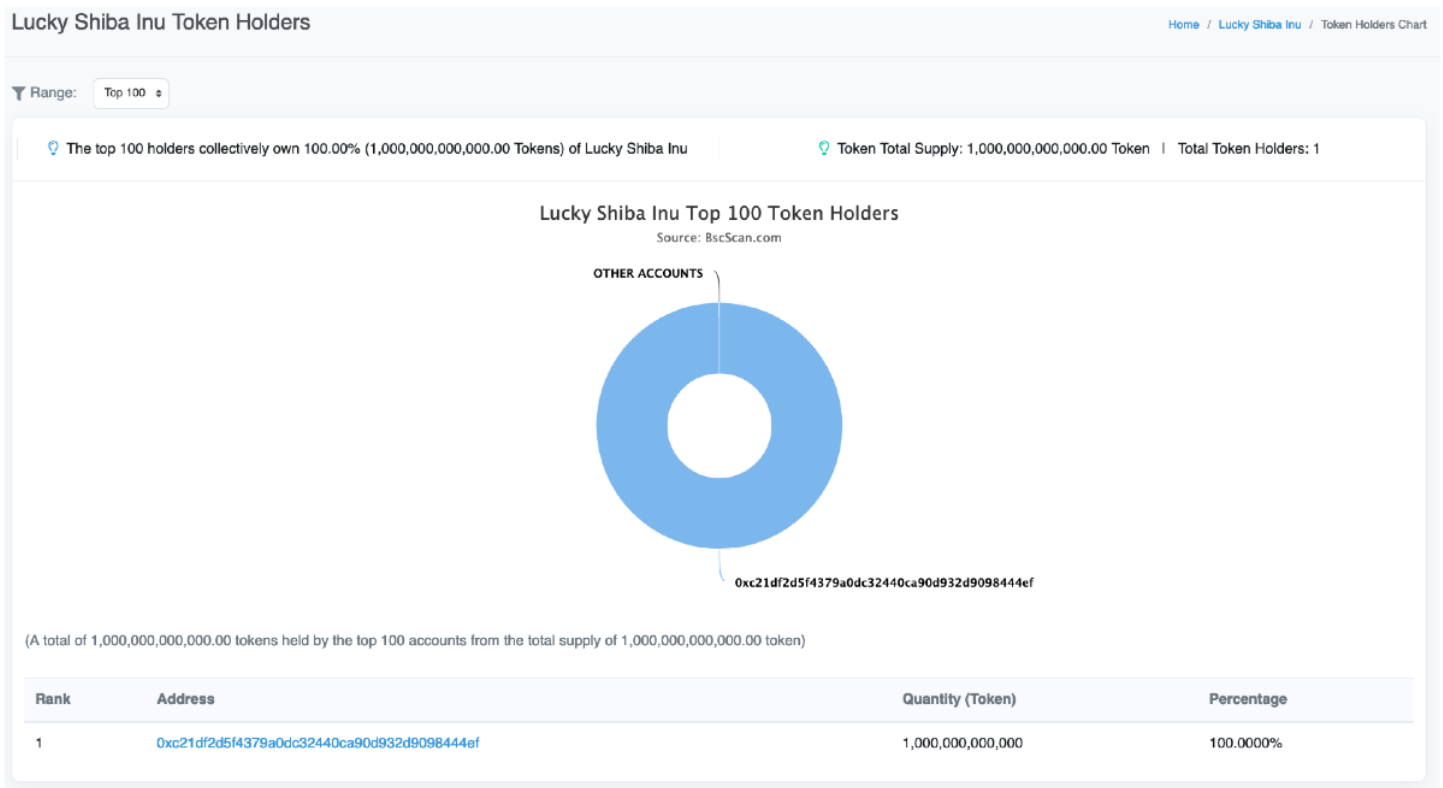 Lucky Shiba Inu Token Holders
Home / Lucky Shiba Inu / Token Holders Chart
Range: Top 100
The top 100 holders collectively own 100.00% (1,000,000,000,000.00 Tokens) of Lucky Shiba Inu
Token Total Supply: 1,000,000,000,000.00 Token | Total Token Holders: 1
Lucky Shiba Inu Top 100 Token Holders
Source: BscScan.com
OTHER ACCOUNTS
0xc21df2d5f4379a0dc32440ca90d932d9098444ef
(A total of 1,000,000,000,000.00 tokens held by the top 100 accounts from the total supply of 1,000,000,000,000.00 token)
Rank Address Quantity (Token) Percentage
1 0xc21df2d5f4379a0dc32440ca90d932d9098444ef 1,000,000,000,000 100.0000%